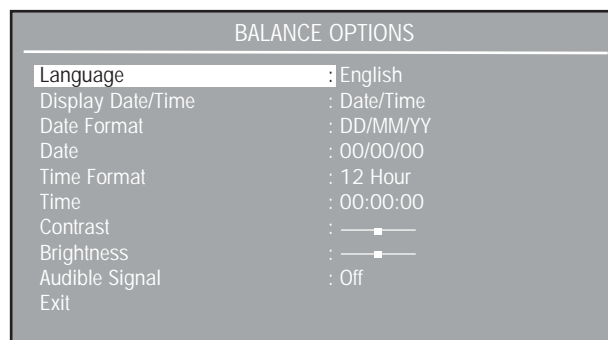 BALANCE OPTIONS
Language : English
Display Date/Time : Date/Time
Date Format : DD/MM/YY
Date : 00/00/00
Time Format : 12 Hour
Time : 00:00:00
Contrast :
Brightness :
Audible Signal : Off
Exit